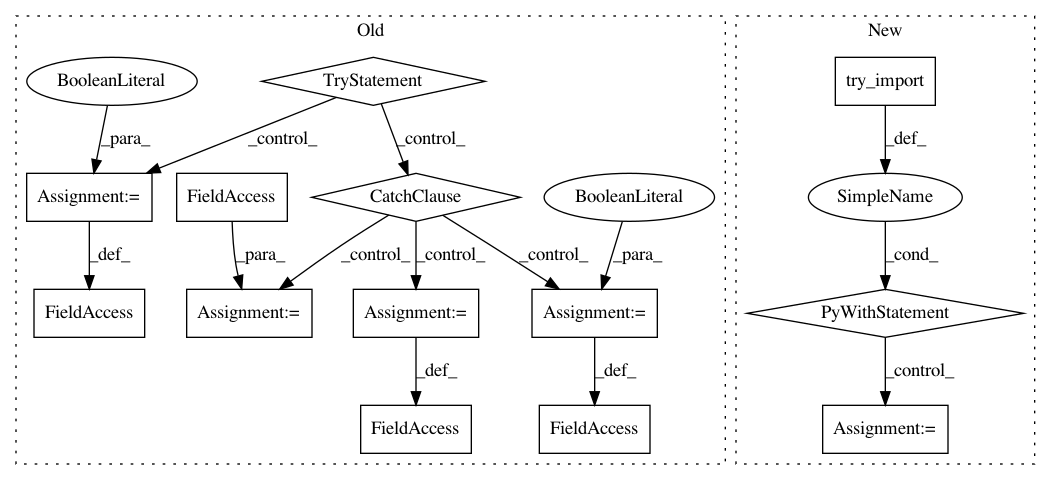 Old
New
BooleanLiteral
TryStatement
try_import
_para_
_control_
_control_
_def_
Assignment:=
FieldAccess
CatchClause
BooleanLiteral
SimpleName
_def_
_para_
_control_
_control_
_control_
_para_
_cond_
FieldAccess
Assignment:=
Assignment:=
Assignment:=
PyWithStatement
_def_
_def_
_control_
FieldAccess
FieldAccess
Assignment:=